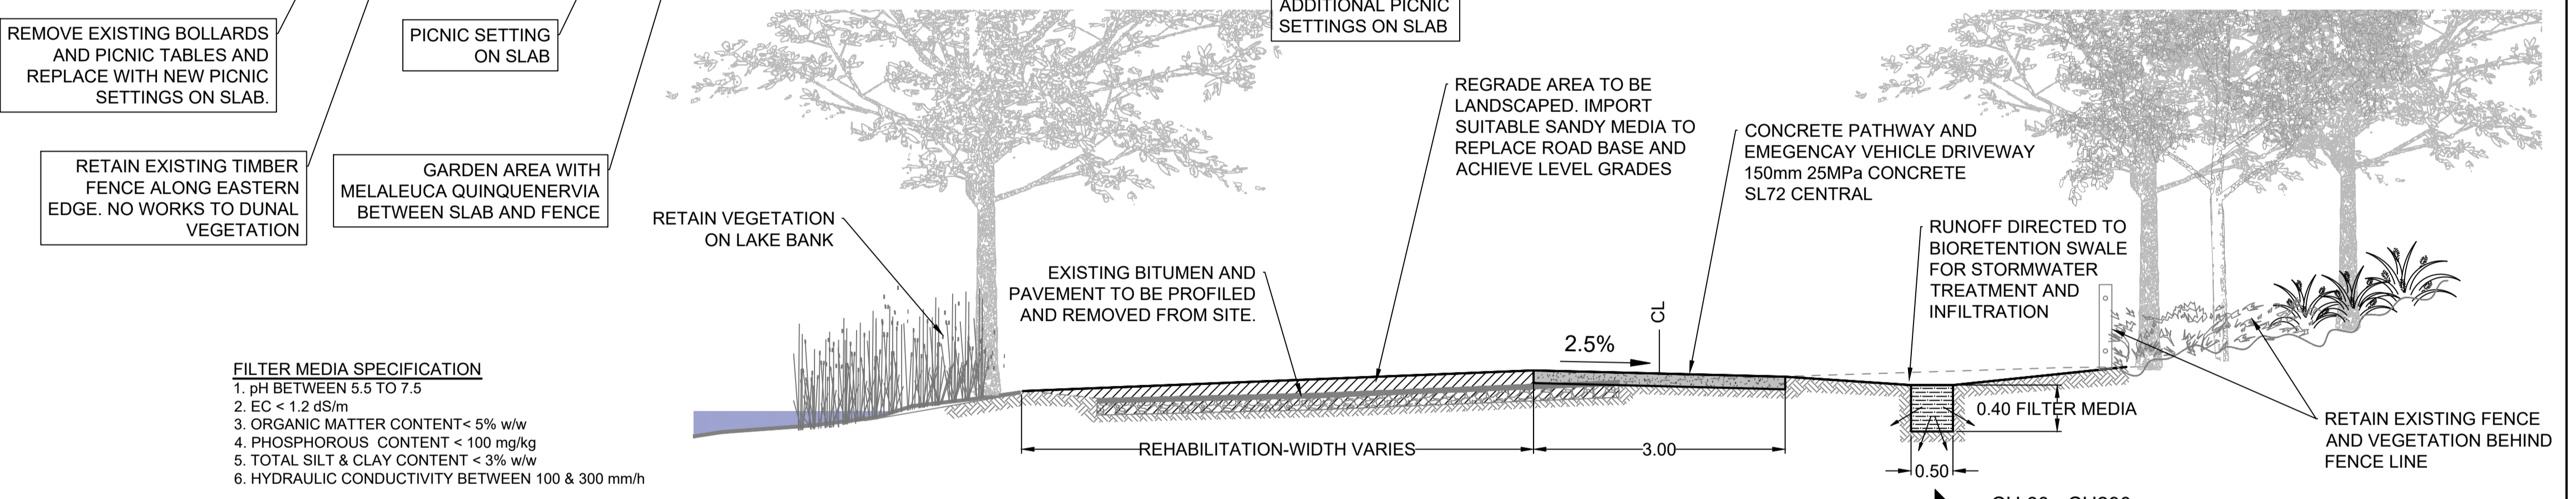 REMOVE EXISTING BOLLARDS
AND PICNIC TABLES AND
REPLACE WITH NEW PICNIC
SETTINGS ON SLAB.
PICNIC SETTING
ON SLAB
ADDITIONAL PICNIC
SETTINGS ON SLAB
RETAIN EXISTING TIMBER
FENCE ALONG EASTERN
EDGE. NO WORKS TO DUNAL
VEGETATION
GARDEN AREA WITH
MELALEUCA QUINQUENERVIA
BETWEEN SLAB AND FENCE
RETAIN VEGETATION
ON LAKE BANK
EXISTING BITUMEN AND
PAVEMENT TO BE PROFILED
AND REMOVED FROM SITE.
REGRADE AREA TO BE
LANDSCAPED. IMPORT
SUITABLE SANDY MEDIA TO
REPLACE ROAD BASE AND
ACHIEVE LEVEL GRADES
CONCRETE PATHWAY AND
EMEGENCAY VEHICLE DRIVEWAY
150mm 25MPa CONCRETE
SL72 CENTRAL
RUNOFF DIRECTED TO
BIORETENTION SWALE
FOR STORMWATER
TREATMENT AND
INFILTRATION
2.5%
CL
0.40 FILTER MEDIA
REHABILITATION-WIDTH VARIES
3.00
0.50
RETAIN EXISTING FENCE
AND VEGETATION BEHIND
FENCE LINE
FILTER MEDIA SPECIFICATION
1. pH BETWEEN 5.5 TO 7.5
2. EC < 1.2 dS/m
3. ORGANIC MATTER CONTENT< 5% w/w
4. PHOSPHOROUS CONTENT < 100 mg/kg
5. TOTAL SILT & CLAY CONTENT < 3% w/w
6. HYDRAULIC CONDUCTIVITY BETWEEN 100 & 300 mm/h